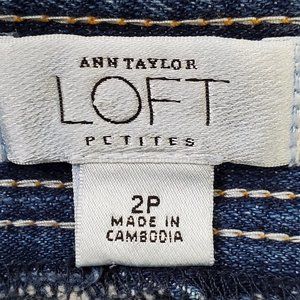 ANN TAYLOR
LOFT
PETITES
2P
MADE IN
CAMBODIA